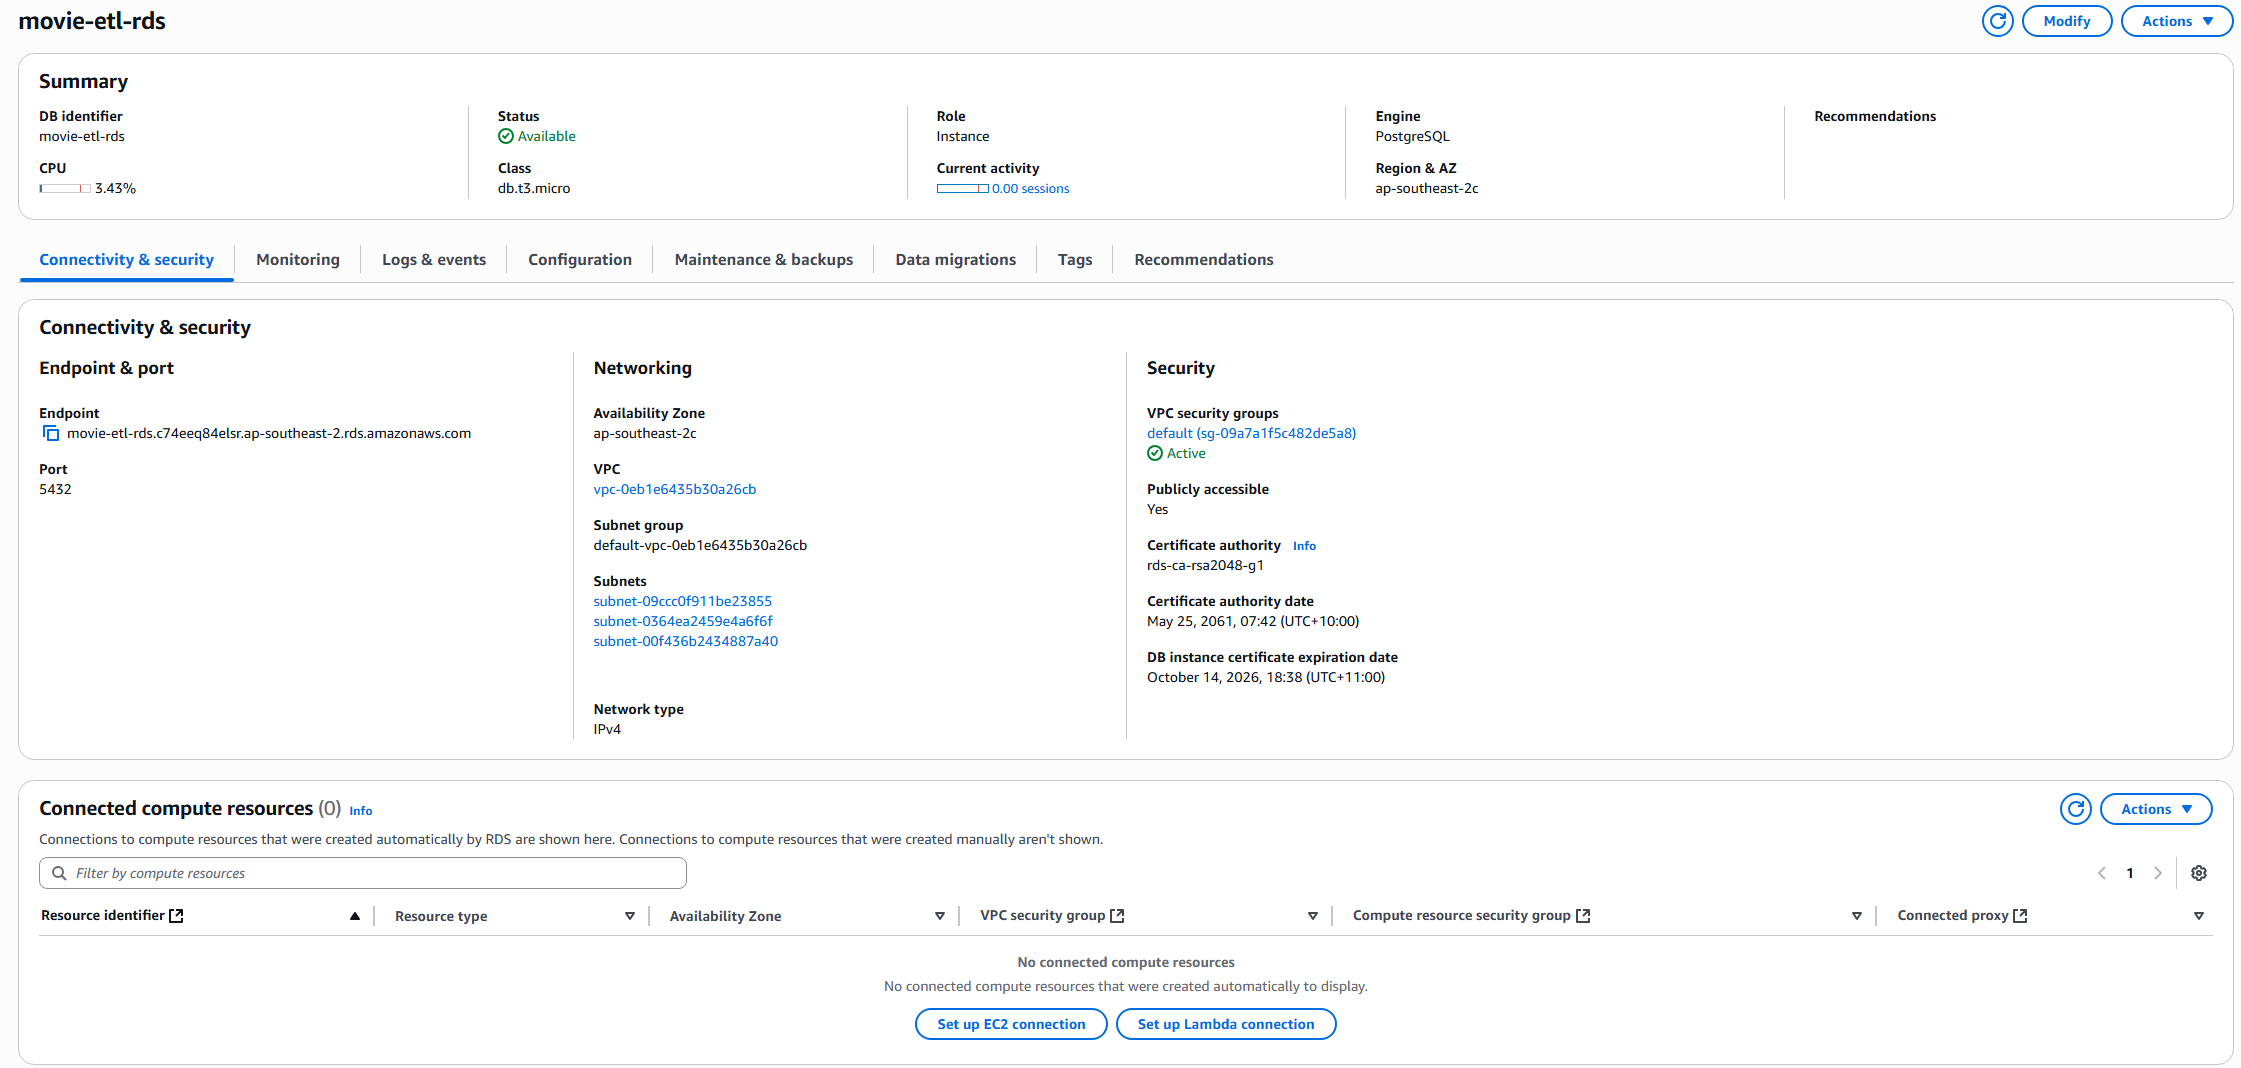 movie-etl-rds
Modify
Actions
Summary
DB identifier
movie-etl-rds
Status
Available
Role
Instance
Engine
PostgreSQL
Recommendations
CPU
3.43%
Class
db.t3.micro
Current activity
0.00 sessions
Region & AZ
ap-southeast-2c
Connectivity & security
Monitoring
Logs & events
Configuration
Maintenance & backups
Data migrations
Tags
Recommendations
Connectivity & security
Endpoint & port
Endpoint
movie-etl-rds.c74eeq84elsr.ap-southeast-2.rds.amazonaws.com
Port
5432
Networking
Availability Zone
ap-southeast-2c
VPC
vpc-0eb1e6435b30a26cb
Subnet group
default-vpc-0eb1e6435b30a26cb
Subnets
subnet-09ccc0f911be23855
subnet-0364ea2459e4a6f6f
subnet-00f436b2434887a40
Network type
IPv4
Security
VPC security groups
default (sg-09a7a1f5c482de5a8)
Active
Publicly accessible
Yes
Certificate authority Info
rds-ca-rsa2048-g1
Certificate authority date
May 25, 2061, 07:42 (UTC+10:00)
DB instance certificate expiration date
October 14, 2026, 18:38 (UTC+11:00)
Connected compute resources (0) Info
Actions
Connections to compute resources that were created automatically by RDS are shown here. Connections to compute resources that were created manually aren't shown.
Filter by compute resources
1
Resource identifier
Resource type
Availability Zone
VPC security group
Compute resource security group
Connected proxy
No connected compute resources
No connected compute resources that were created automatically to display.
Set up EC2 connection
Set up Lambda connection